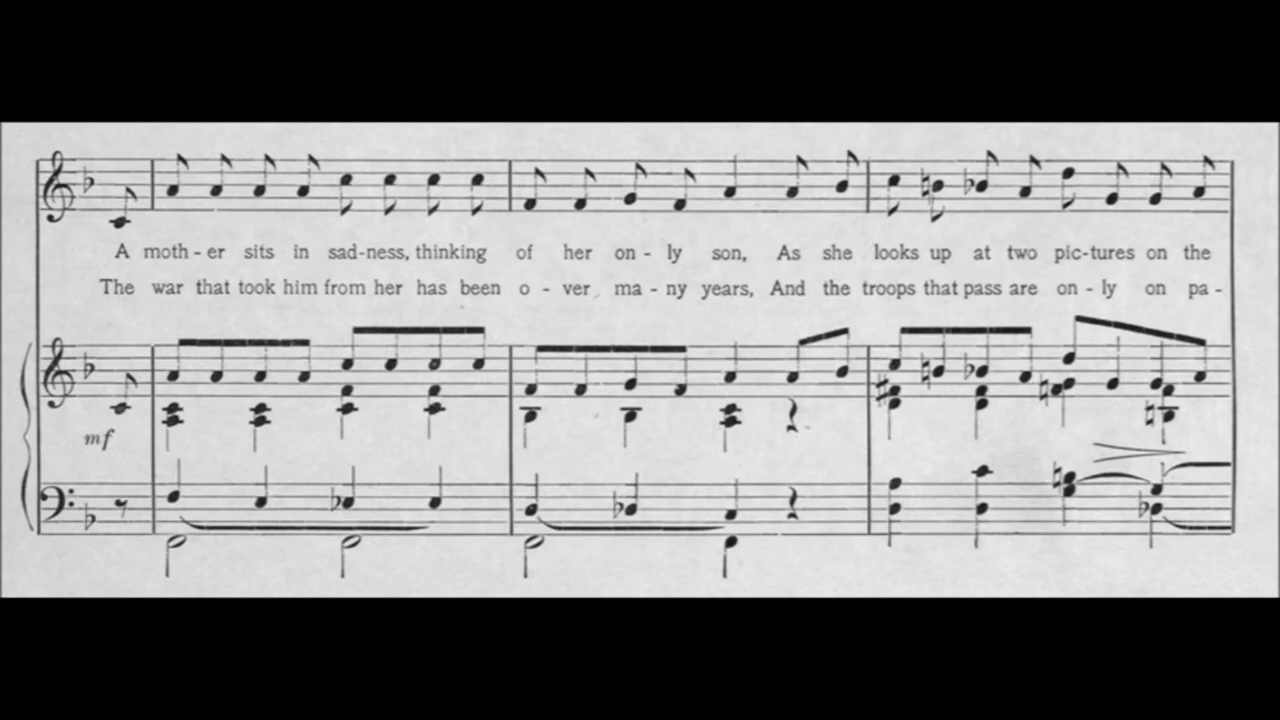 A moth-er sits in sad-ness, thinking of her on-ly son, As she looks up at two pic-tures on the
The war that took him from her has been o-ver ma-ny years, And the troops that pass are on-ly on pa-
mf